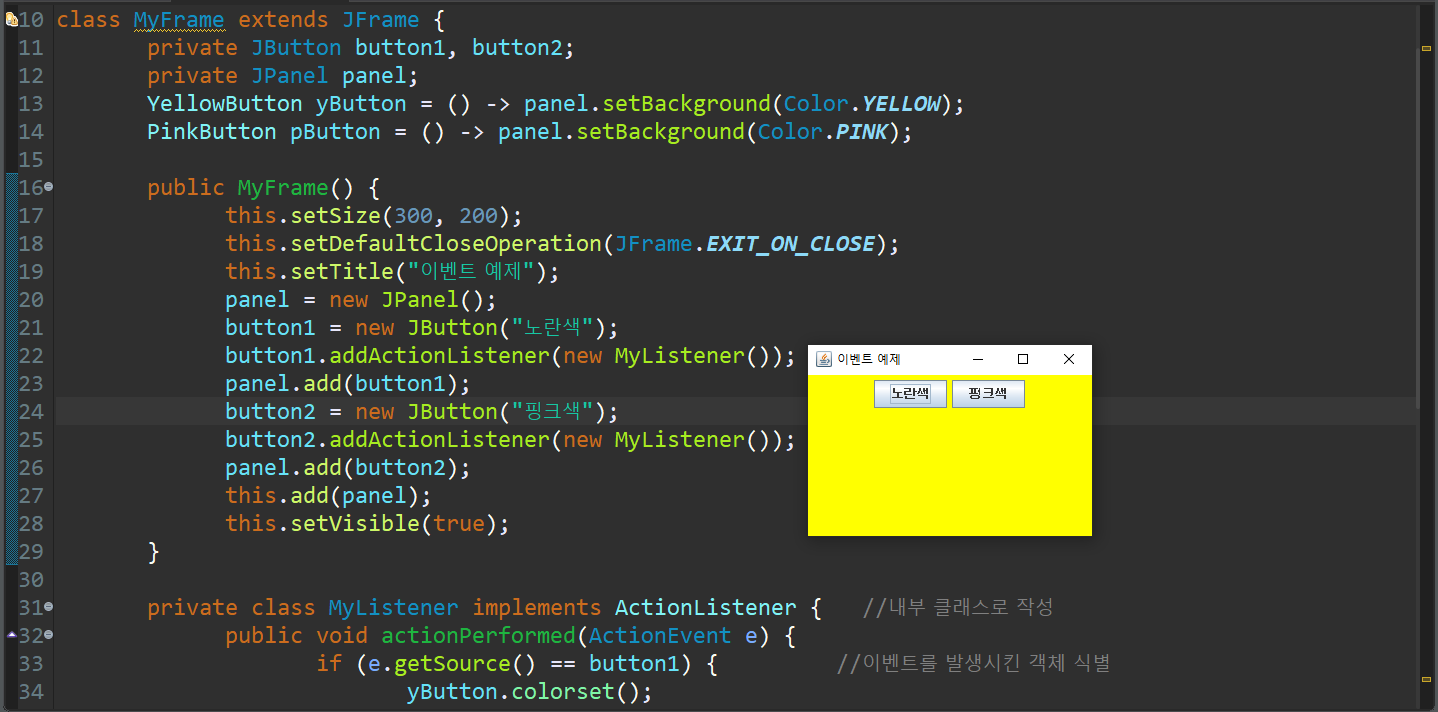 10 class MyFrame extends JFrame {
11 private JButton button1, button2;
12 private JPanel panel;
13 YellowButton yButton = () -> panel.setBackground(Color.YELLOW);
14 PinkButton pButton = () -> panel.setBackground(Color.PINK);
15
16 public MyFrame() {
17 this.setSize(300, 200);
18 this.setDefaultCloseOperation(JFrame.EXIT_ON_CLOSE);
19 this.setTitle("이벤트 예제");
20 panel = new JPanel();
21 button1 = new JButton("노란색");
22 button1.addActionListener(new MyListener());
23 panel.add(button1);
24 button2 = new JButton("핑크색");
25 button2.addActionListener(new MyListener());
26 panel.add(button2);
27 this.add(panel);
28 this.setVisible(true);
29 }
30
31 private class MyListener implements ActionListener { //내부 클래스로 작성
32 public void actionPerformed(ActionEvent e) {
33 if (e.getSource() == button1) { //이벤트를 발생시킨 객체 식별
34 yButton.colorset();
이벤트 예제
노란색 핑크색